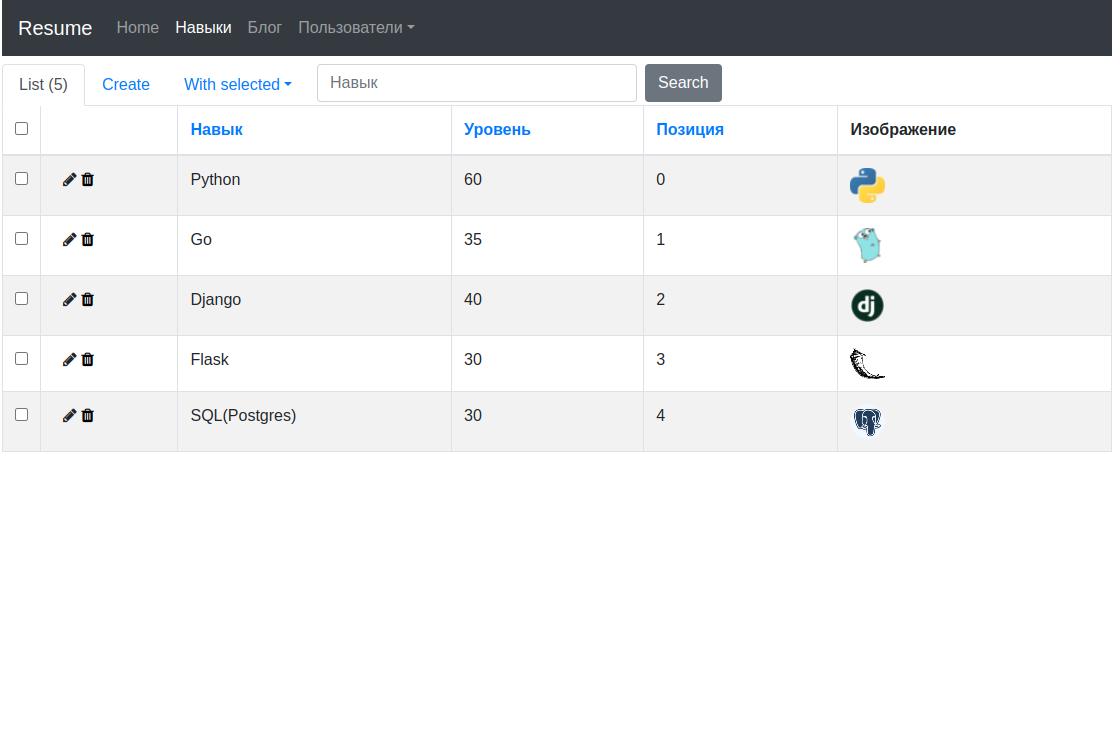 Resume Home Навыки Блог Пользователи
List (5) Create With selected Навык Search
Навык Уровень Позиция Изображение
Python 60 0
Go 35 1
Django 40 2 dj
Flask 30 3
SQL(Postgres) 30 4